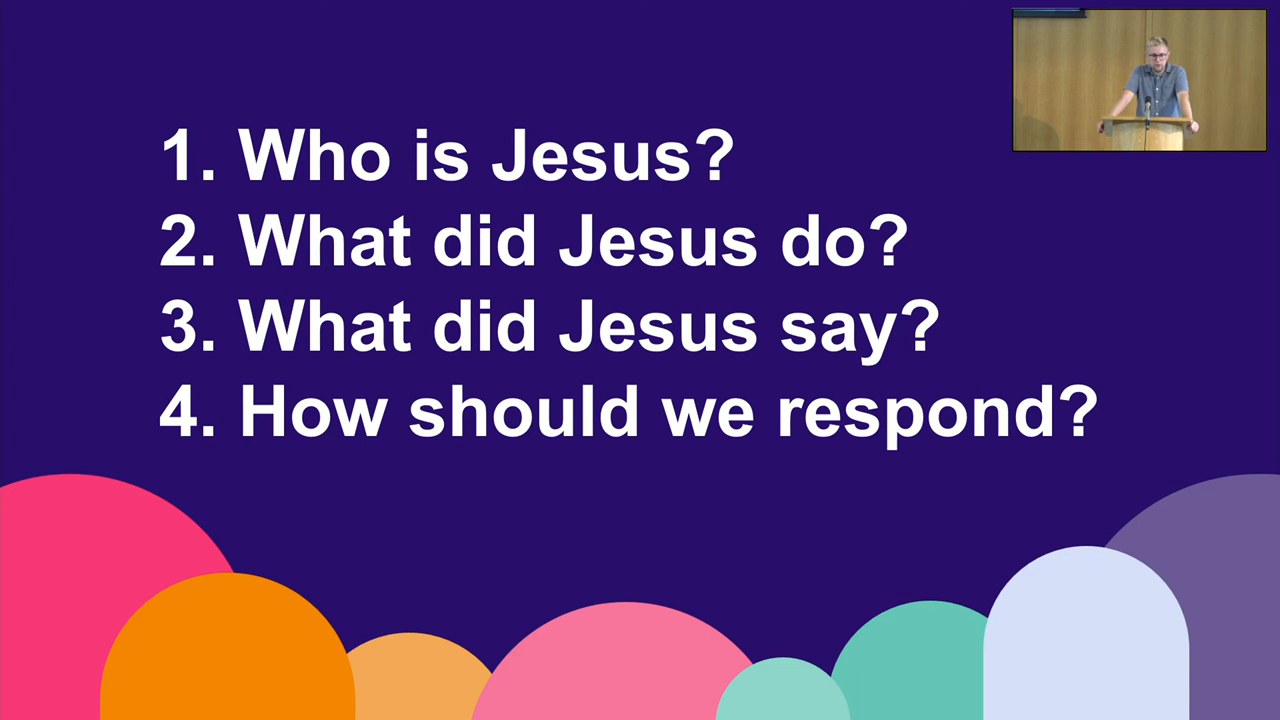 1. Who is Jesus?
2. What did Jesus do?
3. What did Jesus say?
4. How should we respond?